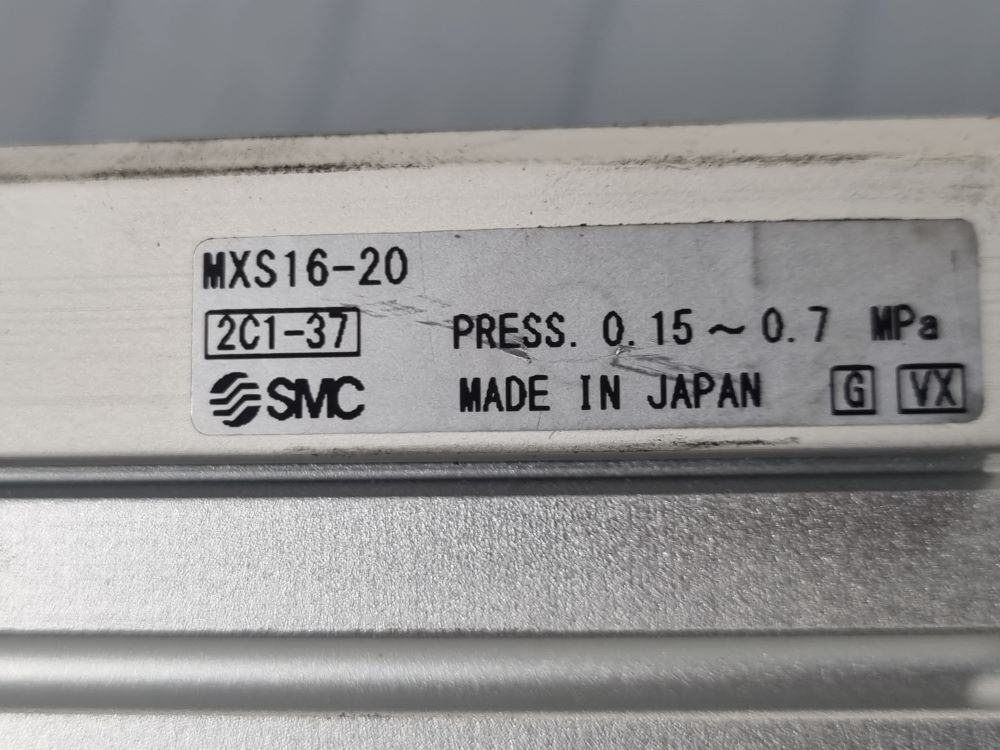 MXS16-20
2C1-37 PRESS. 0.15～0.7 MPa
SMC MADE IN JAPAN G VX